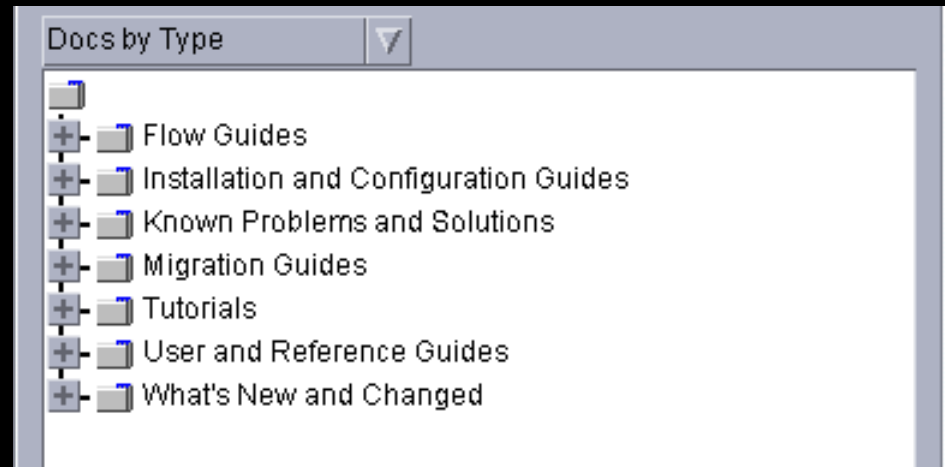 Docs by Type
Flow Guides
Installation and Configuration Guides
Known Problems and Solutions
Migration Guides
Tutorials
User and Reference Guides
What's New and Changed